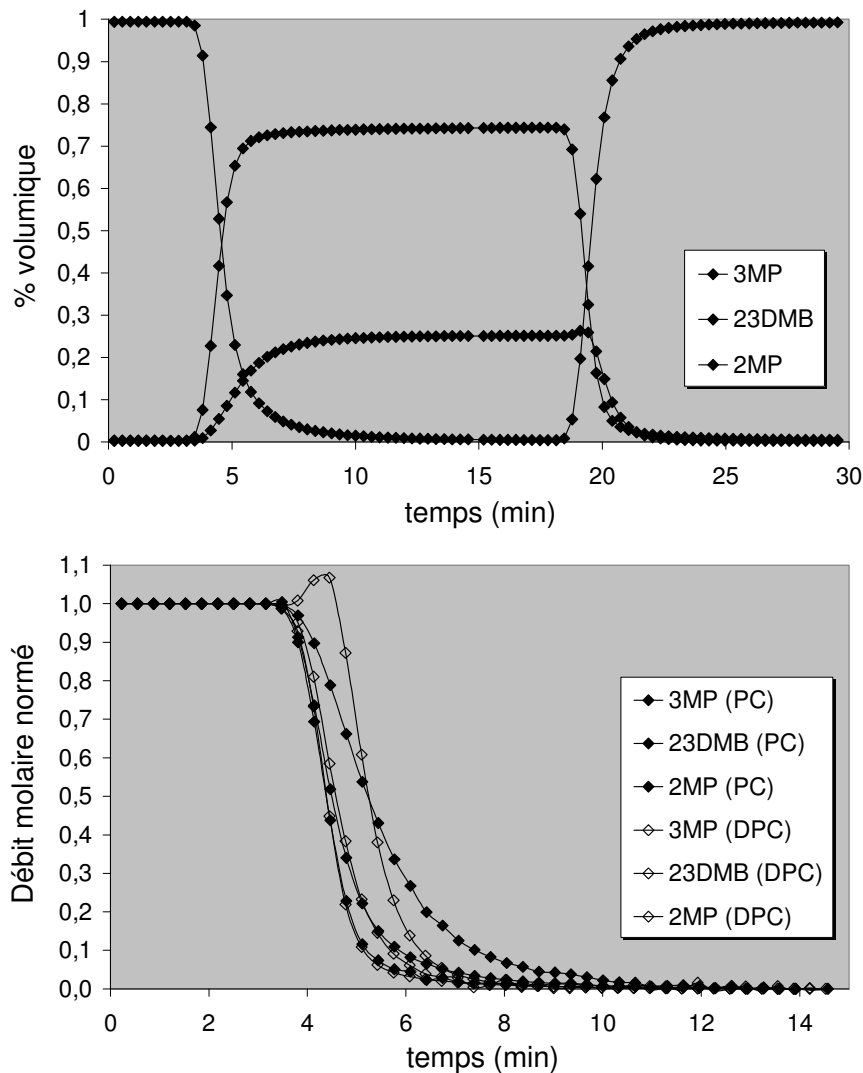 1
0,9
0,8
0,7
0,6
0,5
0,4
0,3
0,2
0,1
0
% volumique
0 5 10 15 20 25 30
temps (min)
3MP
23DMB
2MP
1,1
1,0
0,9
0,8
0,7
0,6
0,5
0,4
0,3
0,2
0,1
0,0
Débit molaire normé
0 2 4 6 8 10 12 14
temps (min)
3MP (PC)
23DMB (PC)
2MP (PC)
3MP (DPC)
23DMB (DPC)
2MP (DPC)